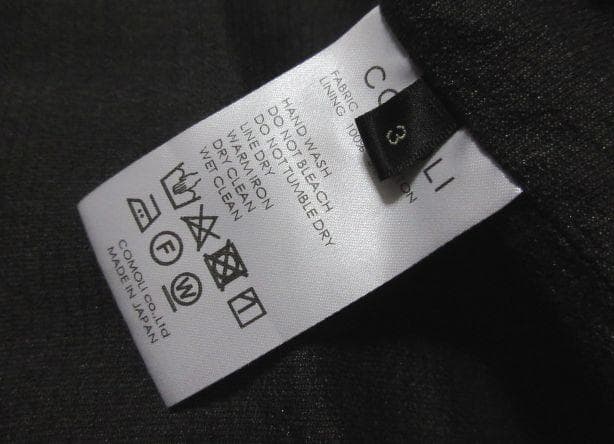 FABRIC
LINING 100%
3
HAND WASH
DO NOT BLEACH
DO NOT TUMBLE DRY
LINE DRY
WARM IRON
DRY CLEAN
WET CLEAN
F
W
COMOLI co.,Ltd
MADE IN JAPAN